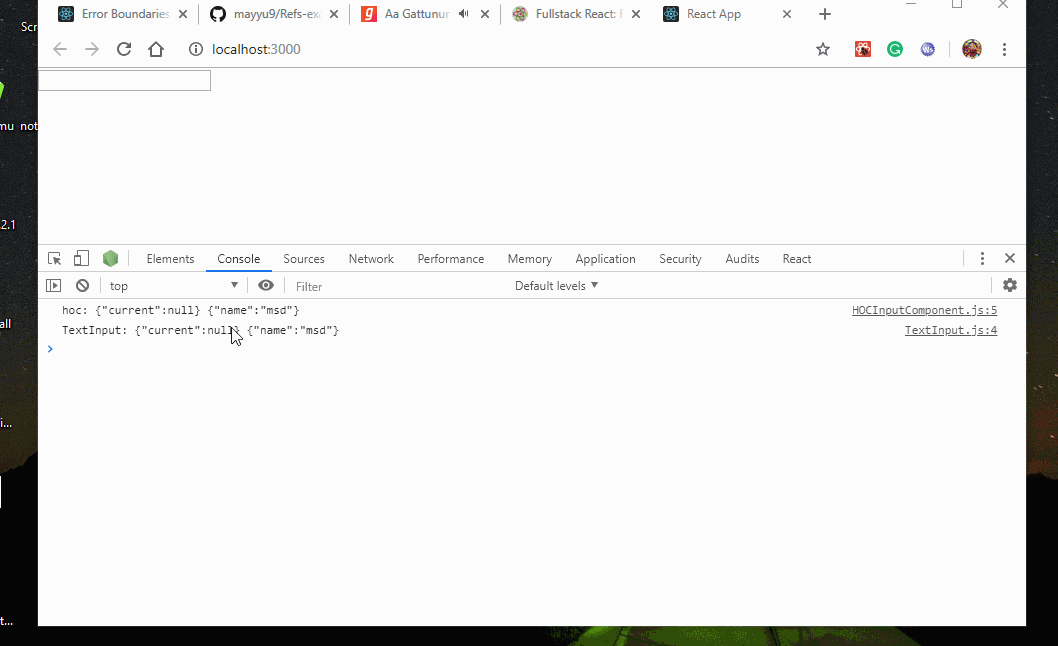 Error Boundaries
mayyu9/Refs-ex
Aa Gattunur
Fullstack React:
React App
localhost:3000
Scr
mu not
2.1
all
i...
t...
Elements Console Sources Network Performance Memory Application Security Audits React
top
Filter
Default levels ▼
hoc: {"current":null} {"name":"msd"} HOCInputComponent.js:5
TextInput: {"current":null} {"name":"msd"} TextInput.js:4